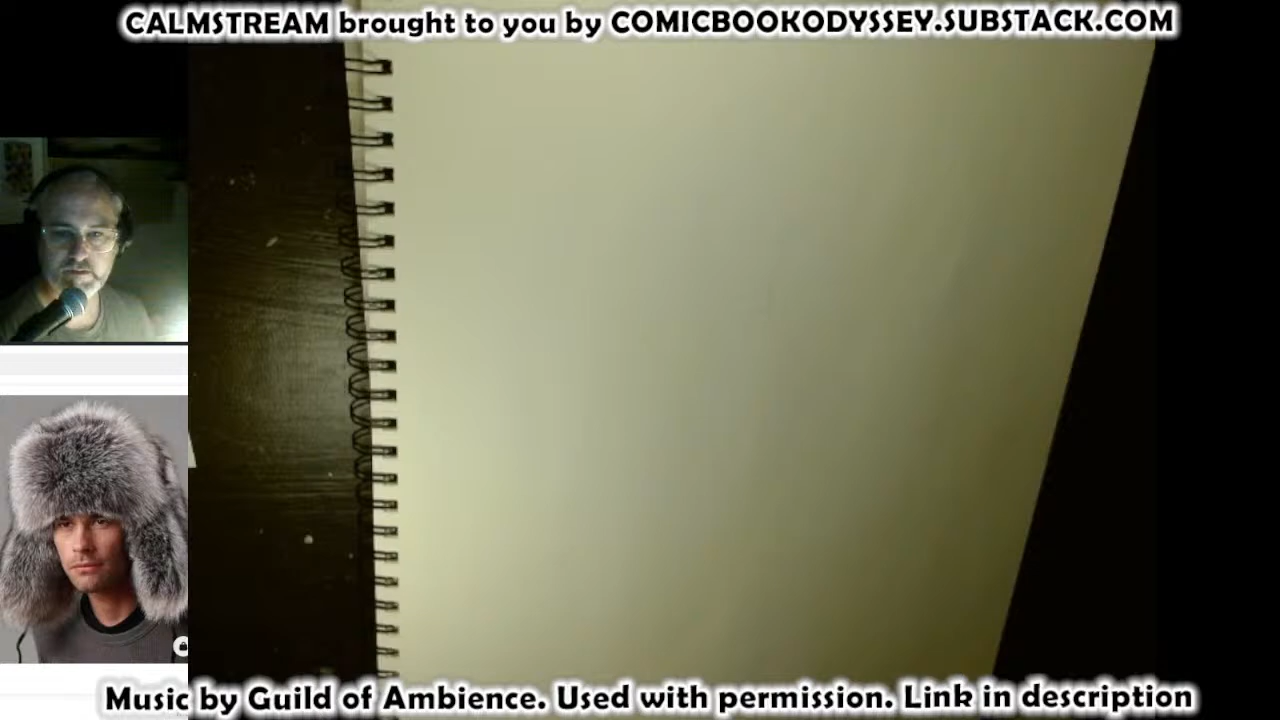 CALMSTREAM brought to you by COMICBOOKODYSSEY.SUBSTACK.COM
Music by Guild of Ambience. Used with permission. Link in description